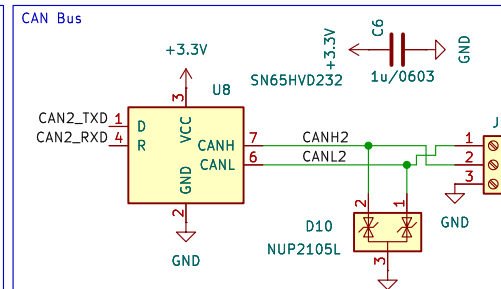 CAN Bus
+3.3V
C6
+3.3V
GND
1u/0603
U8
SN65HVD232
3
VCC
CAN2_TXD 1 D
CAN2_RXD 4 R
CANH 7 CANH2
CANL 6 CANL2
GND
2
GND
J
1
2
3
GND
2
1
D10
NUP2105L
3